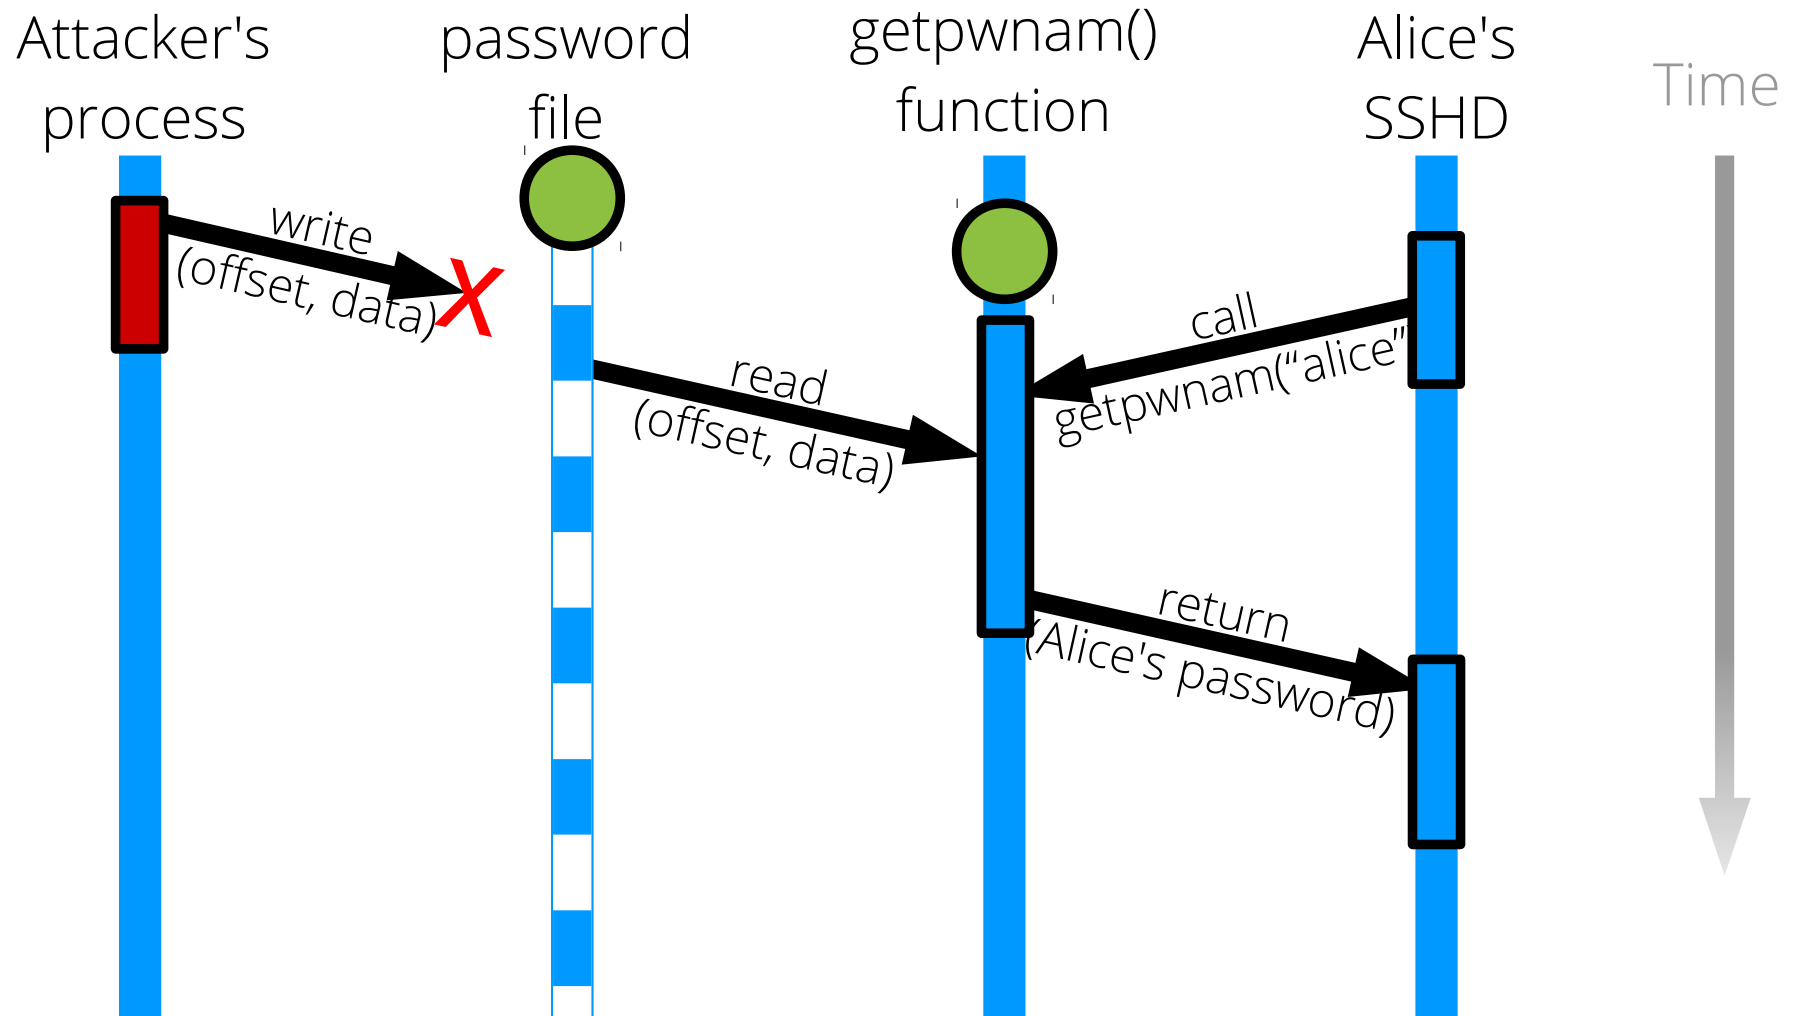 Attacker's
process
password
file
getpwnam()
function
Alice's
SSHD
Time
write
(offset, data)
X
read
(offset, data)
call
getpwnam(“alice”
return
(Alice's password)